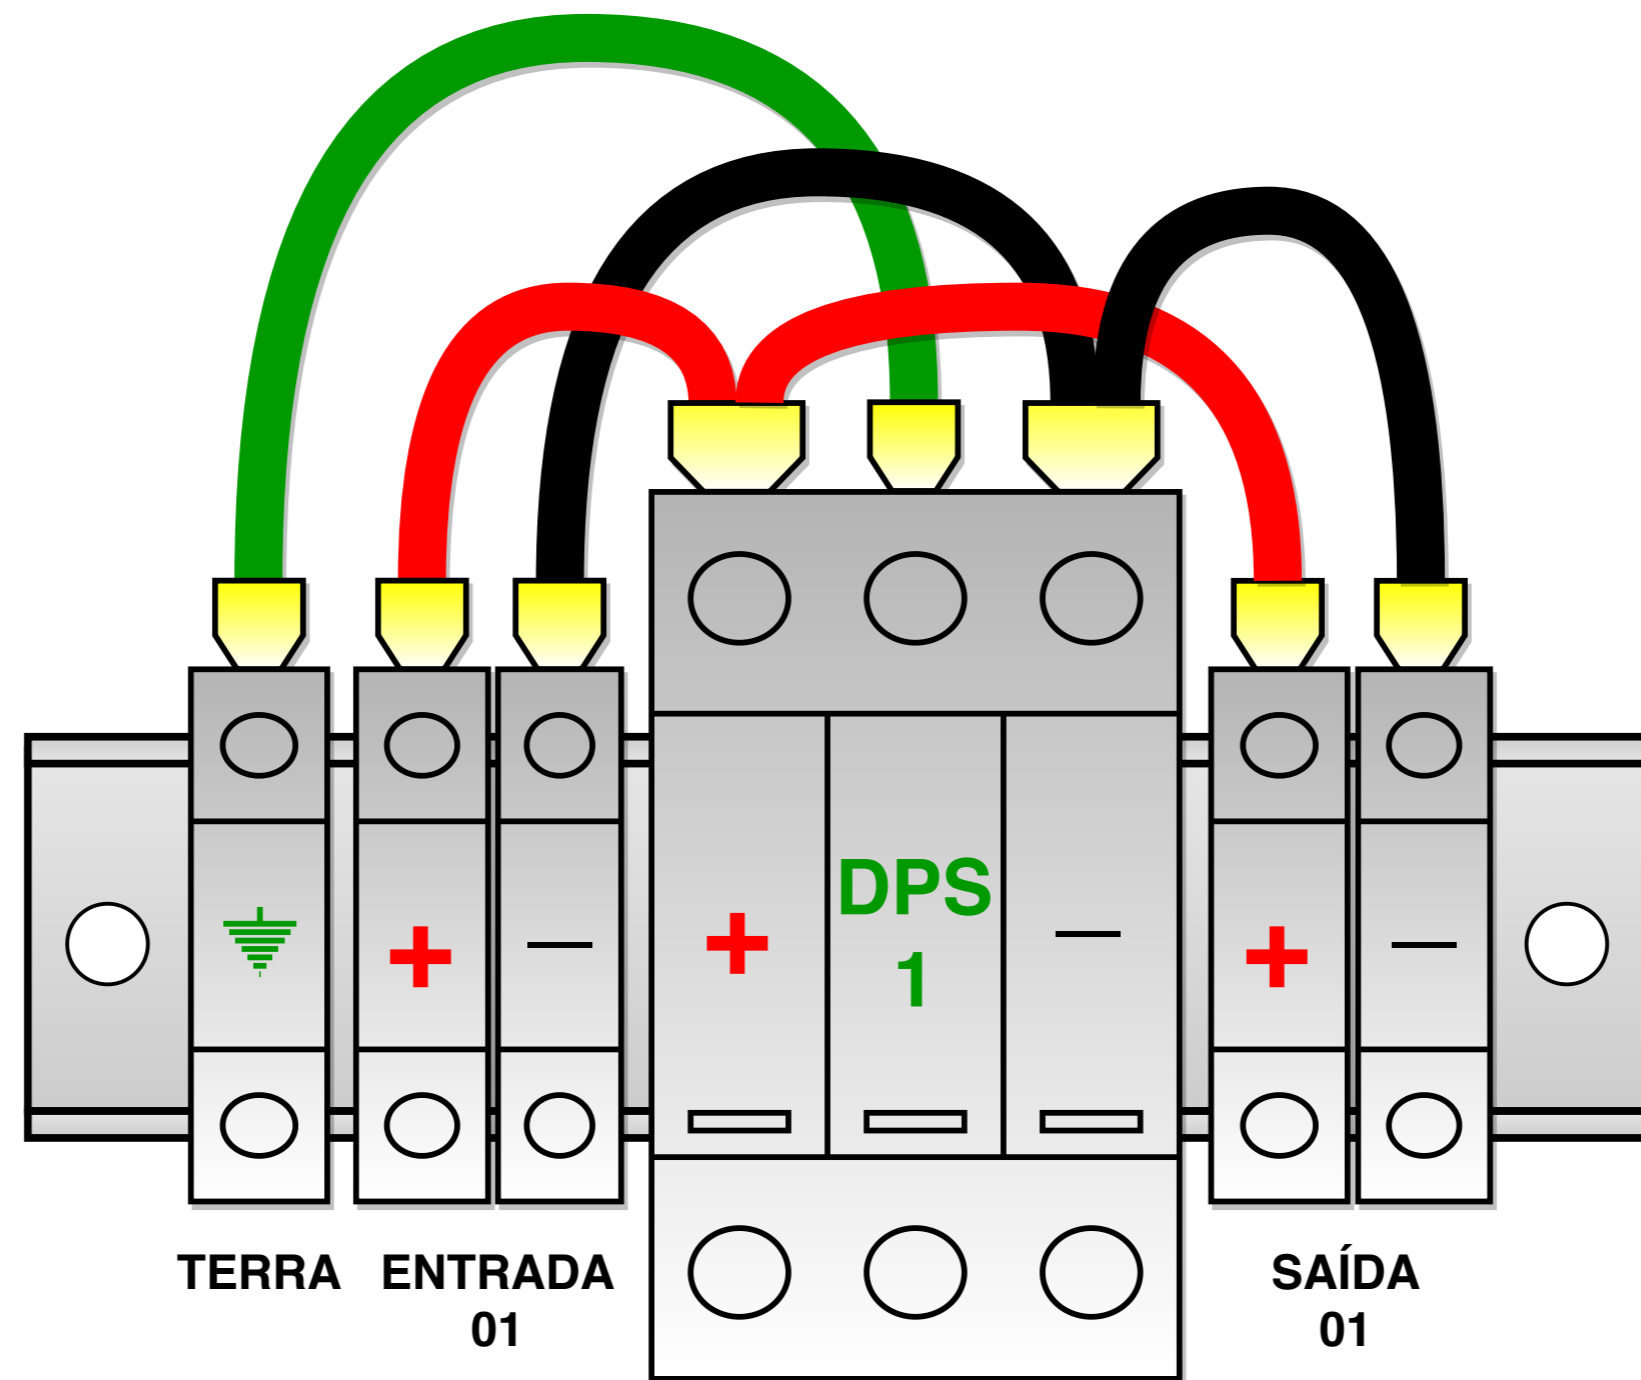 +
—
+
DPS
1
—
+
—
TERRA
ENTRADA
01
SAÍDA
01